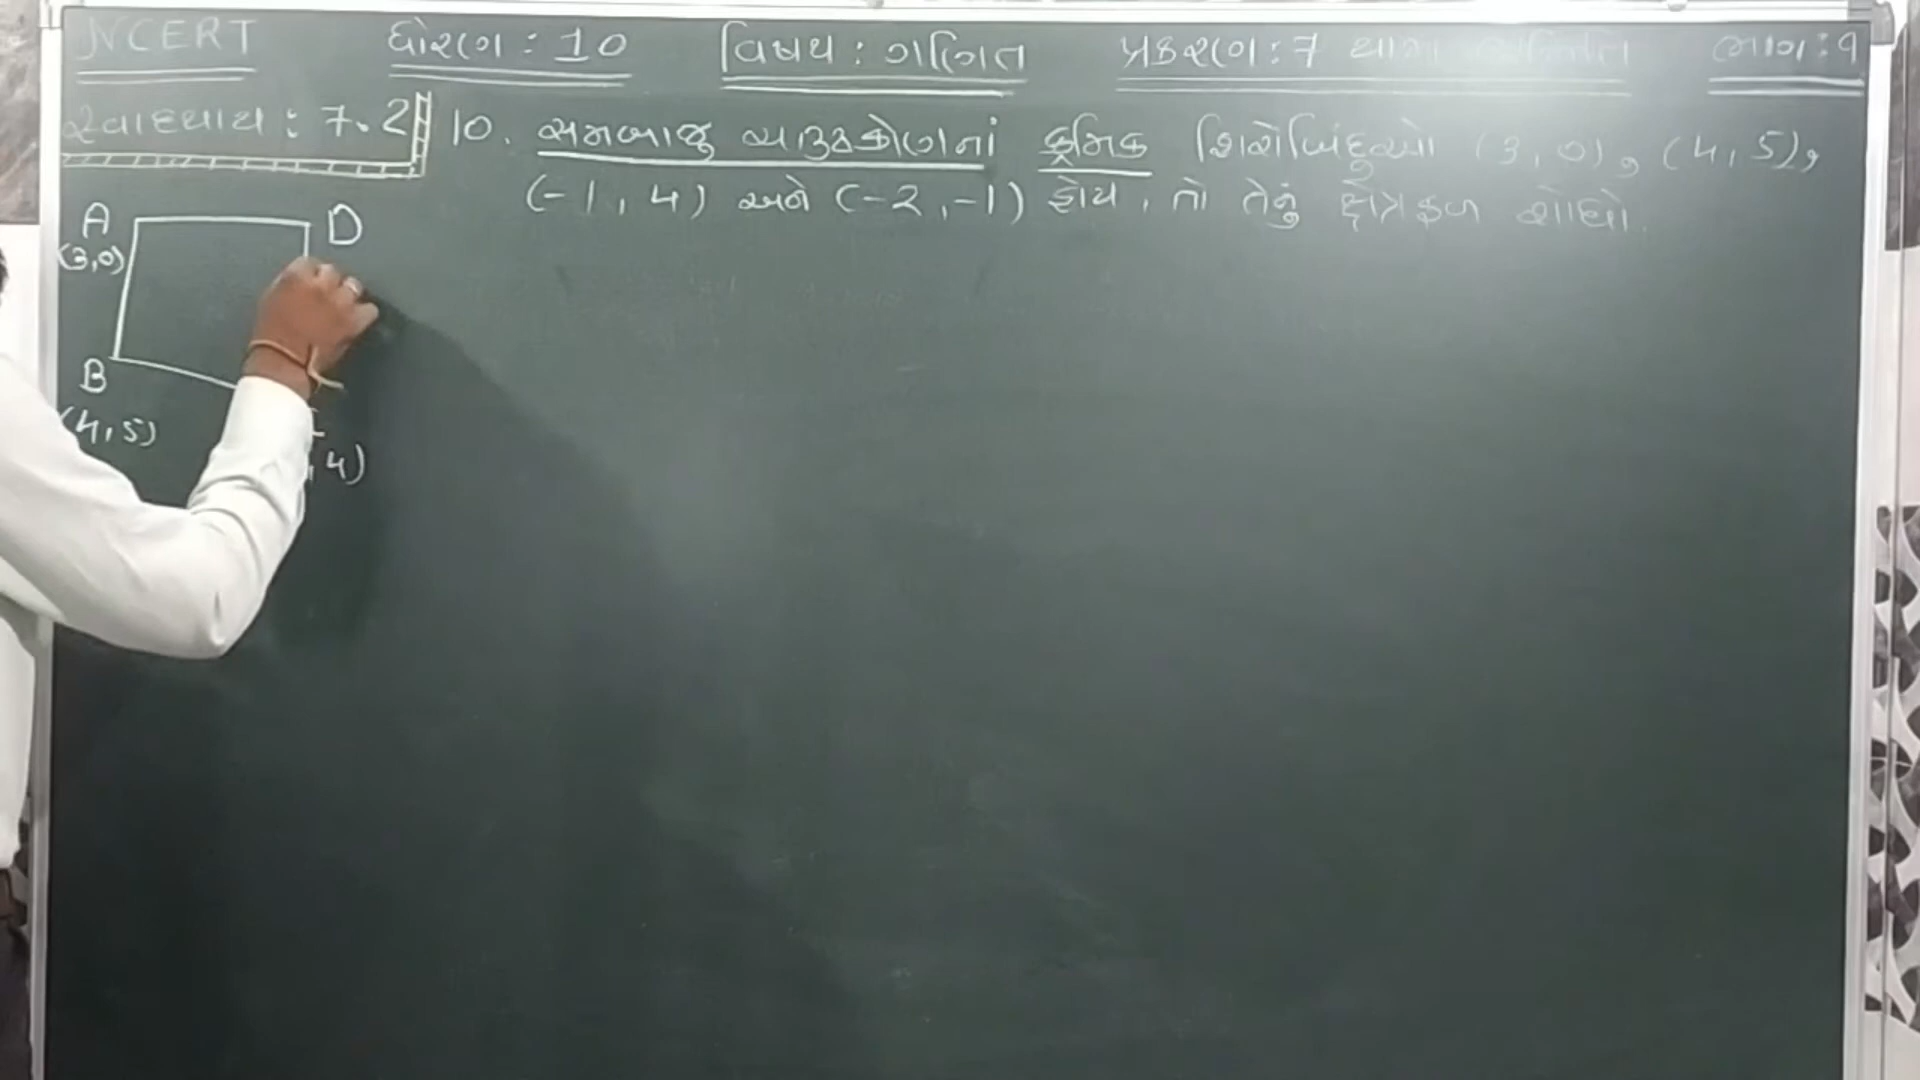 NCERT ધોરણ : 10 વિષય : ગણિત પ્રકરણ : 7 યામ ભૂમિતિ ભાગ : 9
સ્વાધ્યાય : 7.2
10. સમબાજુ ચતુષ્કોણનાં ક્રમિક શિરોબિંદુઓ (3, 0), (4, 5),
(-1, 4) અને (-2, -1) હોય, તો તેનું ક્ષેત્રફળ શોધો.
A D
(3,0)
B
(4,5)
, 4)